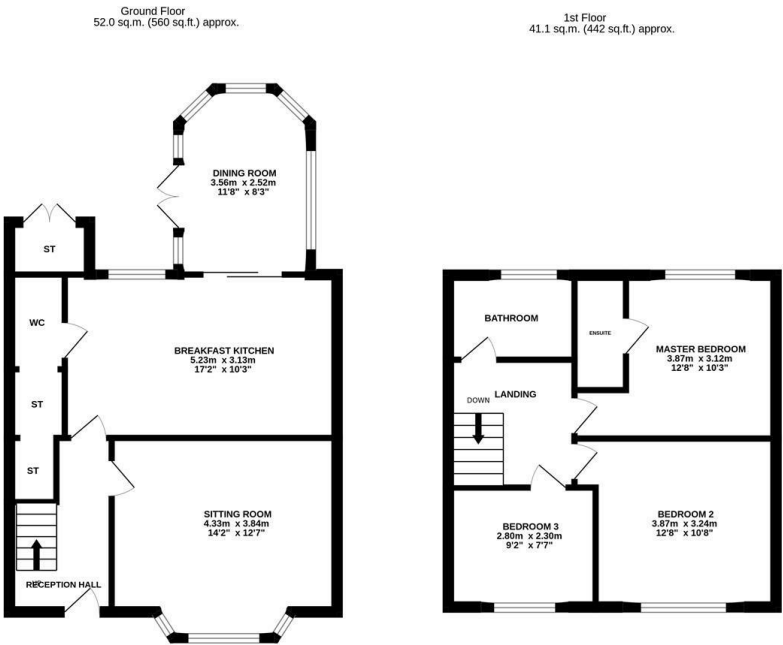 Ground Floor
52.0 sq.m. (560 sq.ft.) approx.
1st Floor
41.1 sq.m. (442 sq.ft.) approx.
DINING ROOM
3.56m x 2.52m
11'8" x 8'3"
ST
WC
BREAKFAST KITCHEN
5.23m x 3.13m
17'2" x 10'3"
ST
ST
SITTING ROOM
4.33m x 3.84m
14'2" x 12'7"
UP
RECEPTION HALL
BATHROOM
ENSUITE
MASTER BEDROOM
3.87m x 3.12m
12'8" x 10'3"
LANDING
DOWN
BEDROOM 3
2.80m x 2.30m
9'2" x 7'7"
BEDROOM 2
3.87m x 3.24m
12'8" x 10'8"